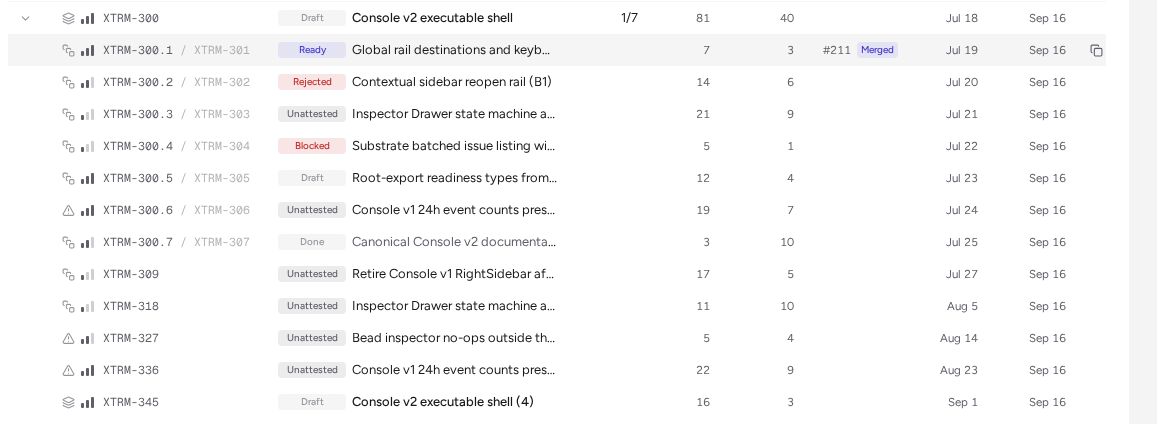 XTRM-300 Draft Console v2 executable shell 1/7 81 40 Jul 18 Sep 16
XTRM-300.1 / XTRM-301 Ready Global rail destinations and keyb... 7 3 #211 Merged Jul 19 Sep 16
XTRM-300.2 / XTRM-302 Rejected Contextual sidebar reopen rail (B1) 14 6 Jul 20 Sep 16
XTRM-300.3 / XTRM-303 Unattested Inspector Drawer state machine a... 21 9 Jul 21 Sep 16
XTRM-300.4 / XTRM-304 Blocked Substrate batched issue listing wi... 5 1 Jul 22 Sep 16
XTRM-300.5 / XTRM-305 Draft Root-export readiness types from... 12 4 Jul 23 Sep 16
XTRM-300.6 / XTRM-306 Unattested Console v1 24h event counts pres... 19 7 Jul 24 Sep 16
XTRM-300.7 / XTRM-307 Done Canonical Console v2 documenta... 3 10 Jul 25 Sep 16
XTRM-309 Unattested Retire Console v1 RightSidebar af... 17 5 Jul 27 Sep 16
XTRM-318 Unattested Inspector Drawer state machine a... 11 10 Aug 5 Sep 16
XTRM-327 Unattested Bead inspector no-ops outside th... 5 4 Aug 14 Sep 16
XTRM-336 Unattested Console v1 24h event counts pres... 22 9 Aug 23 Sep 16
XTRM-345 Draft Console v2 executable shell (4) 16 3 Sep 1 Sep 16